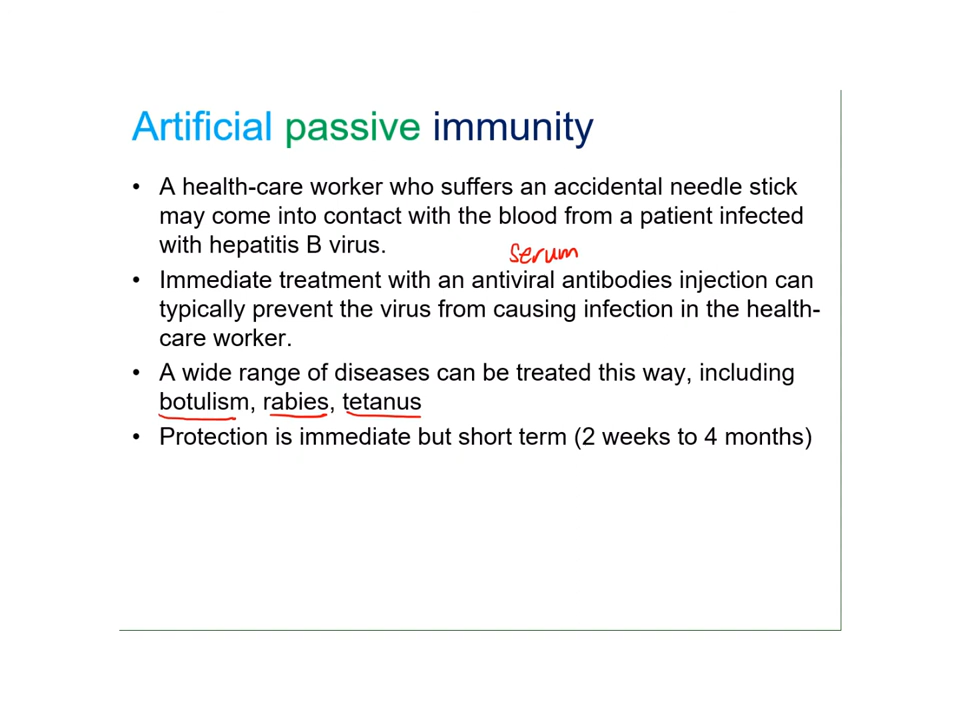 Artificial passive immunity
• A health-care worker who suffers an accidental needle stick
may come into contact with the blood from a patient infected
with hepatitis B virus.
serum
• Immediate treatment with an antiviral antibodies injection can
typically prevent the virus from causing infection in the health-
care worker.
• A wide range of diseases can be treated this way, including
botulism, rabies, tetanus
• Protection is immediate but short term (2 weeks to 4 months)